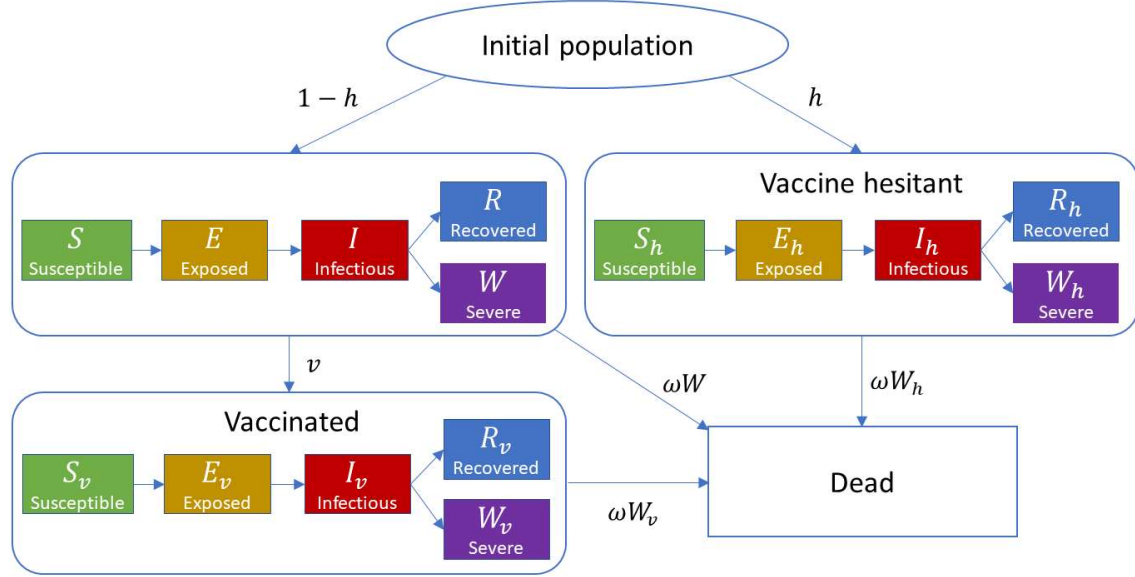 Initial population
1 − h
h
S
Susceptible
E
Exposed
I
Infectious
R
Recovered
W
Severe
Vaccine hesitant
S_h
Susceptible
E_h
Exposed
I_h
Infectious
R_h
Recovered
W_h
Severe
v
ωW
ωW_h
Vaccinated
S_v
Susceptible
E_v
Exposed
I_v
Infectious
R_v
Recovered
W_v
Severe
ωW_v
Dead